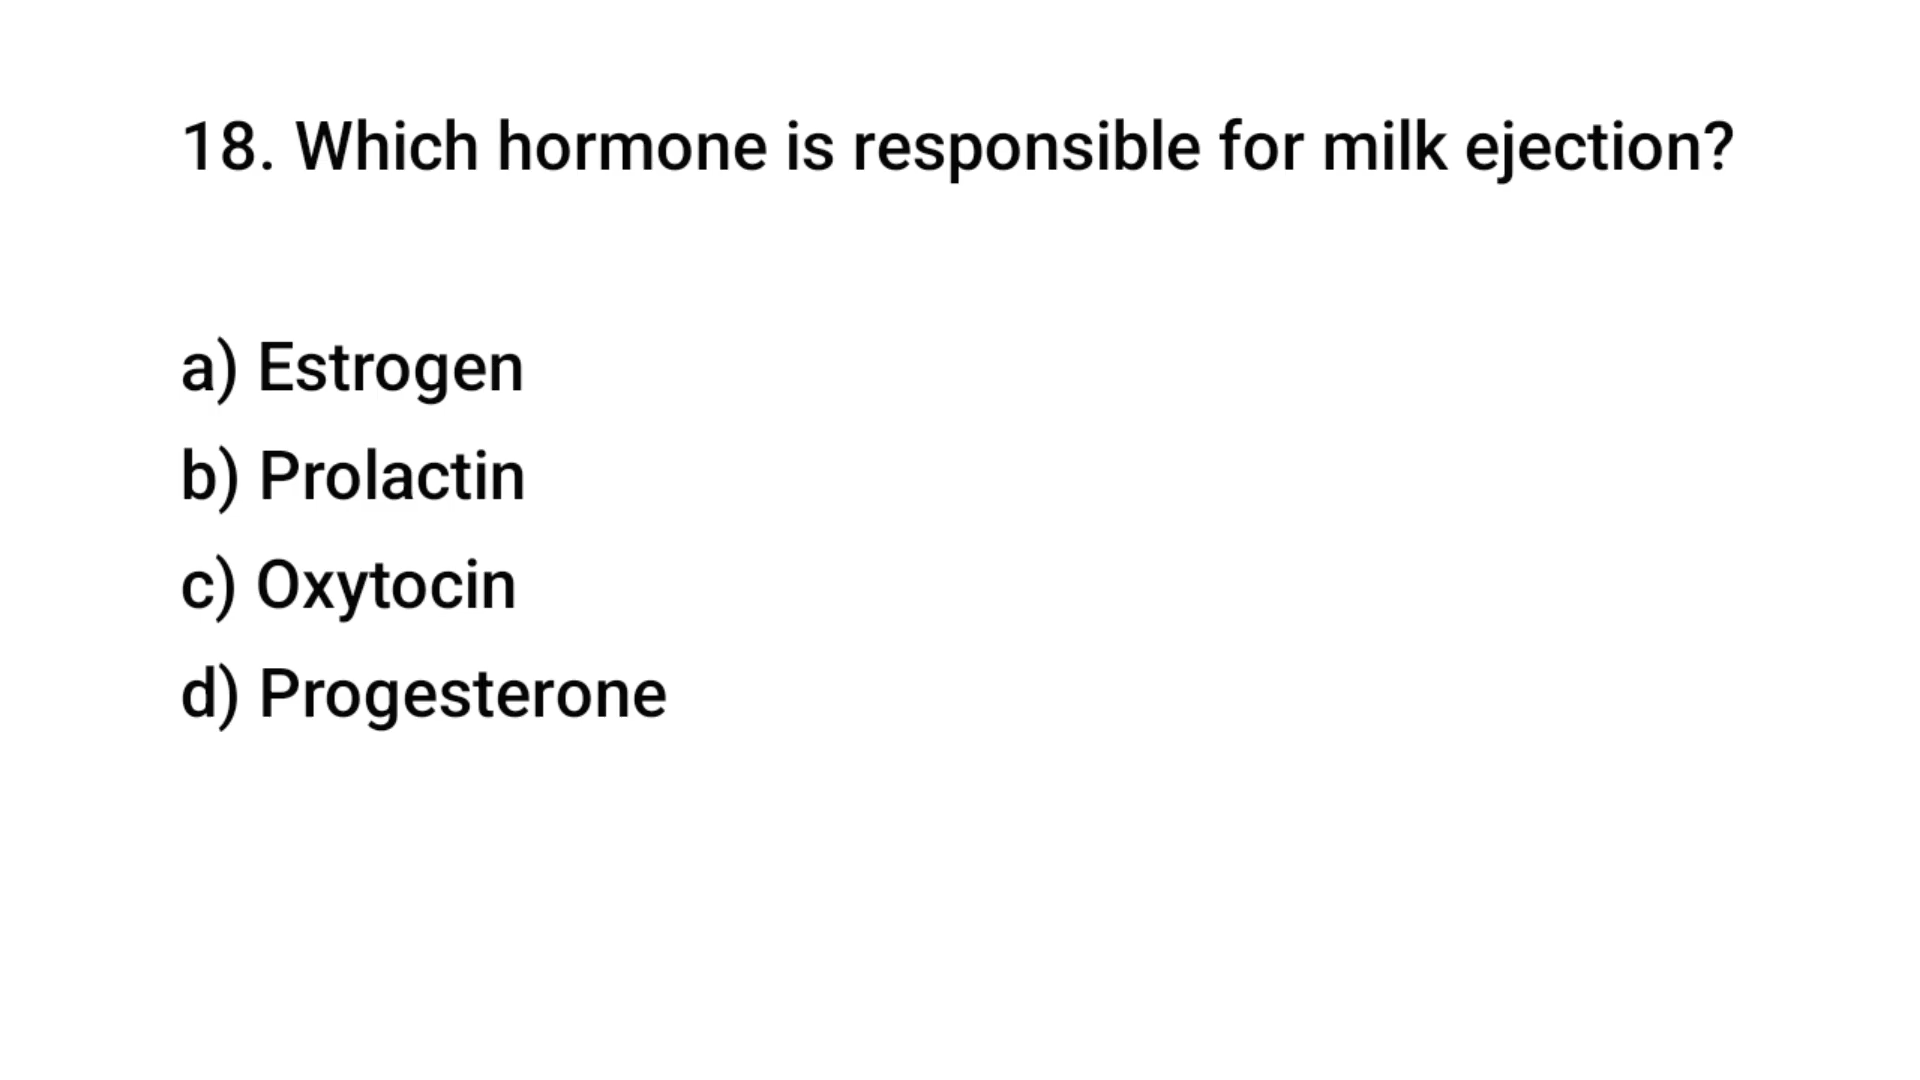 18. Which hormone is responsible for milk ejection?
a) Estrogen
b) Prolactin
c) Oxytocin
d) Progesterone